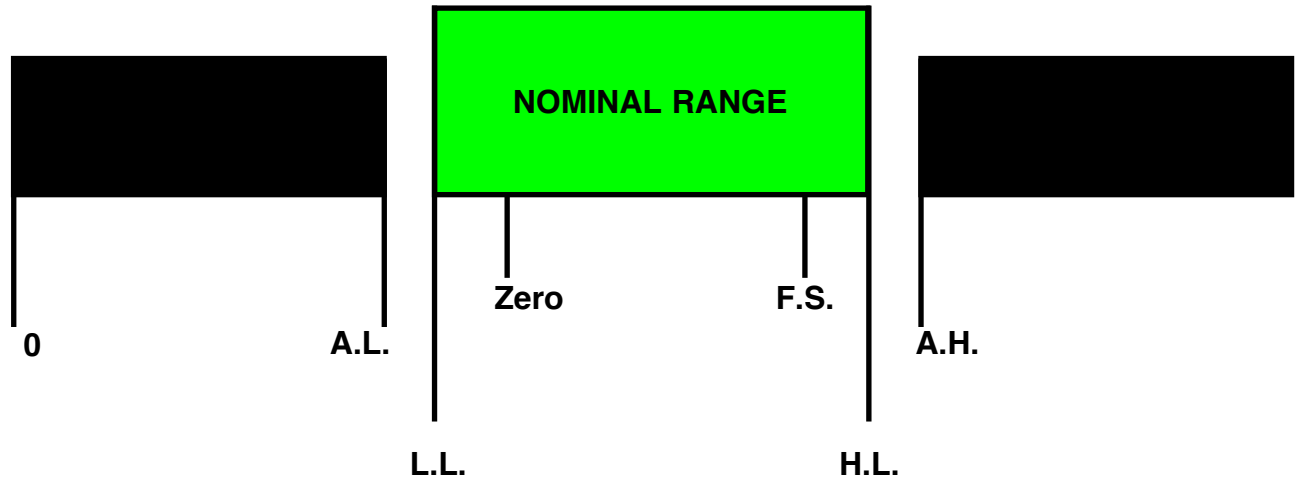 NOMINAL RANGE
Zero F.S.
0 A.L. A.H.
L.L. H.L.